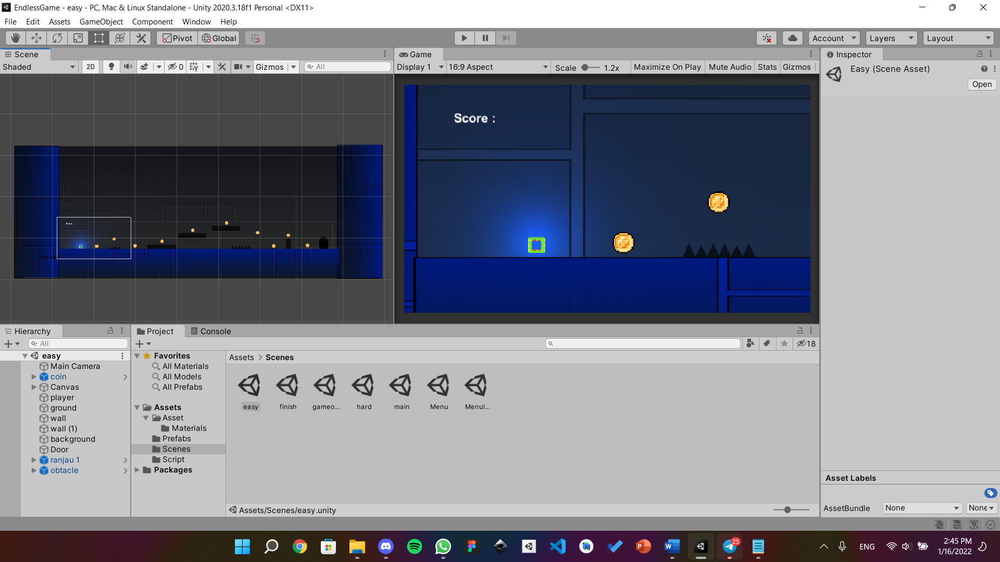 EndlessGame - easy - PC, Mac & Linux Standalone - Unity 2020.3.18f1 Personal <DX11>
File Edit Assets GameObject Component Window Help
Pivot Global Account Layers Layout
Scene
Shaded 2D 0 Gizmos All
Game
Display 1 16:9 Aspect Scale 1.2x Maximize On Play Mute Audio Stats Gizmos
Score :
Inspector
Easy (Scene Asset)
Open
Hierarchy
All
easy
Main Camera
coin
Canvas
player
ground
wall
wall (1)
background
Door
ranjau 1
obtacle
Project Console
18
Favorites
All Materials
All Models
All Prefabs
Assets
Asset
Materials
Prefabs
Scenes
Script
Packages
Assets > Scenes
easy finish gameo... hard main Menu Menul...
Assets/Scenes/easy.unity
Asset Labels
AssetBundle None None
25
ENG
2:45 PM
1/16/2022